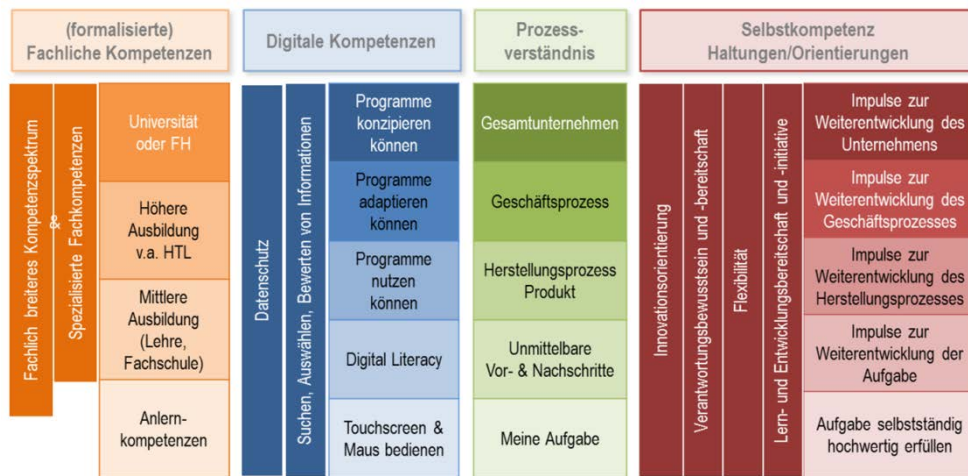 (formalisierte)
Fachliche Kompetenzen
Fachlich breiteres Kompetenzspektrum
&
Spezialisierte Fachkompetenzen
Universität
oder FH
Höhere
Ausbildung
v.a. HTL
Mittlere
Ausbildung
(Lehre,
Fachschule)
Anlern-
kompetenzen
Digitale Kompetenzen
Datenschutz
Suchen, Auswählen, Bewerten von Informationen
Programme
konzipieren
können
Programme
adaptieren
können
Programme
nutzen
können
Digital Literacy
Touchscreen &
Maus bedienen
Prozess-
verständnis
Gesamtunternehmen
Geschäftsprozess
Herstellungsprozess
Produkt
Unmittelbare
Vor- & Nachschritte
Meine Aufgabe
Selbstkompetenz
Haltungen/Orientierungen
Innovationsorientierung
Verantwortungsbewusstsein und -bereitschaft
Flexibilität
Lern- und Entwicklungsbereitschaft und -initiative
Impulse zur
Weiterentwicklung des
Unternehmens
Impulse zur
Weiterentwicklung des
Geschäftsprozesses
Impulse zur
Weiterentwicklung des
Herstellungsprozesses
Impulse zur
Weiterentwicklung der
Aufgabe
Aufgabe selbstständig
hochwertig erfüllen